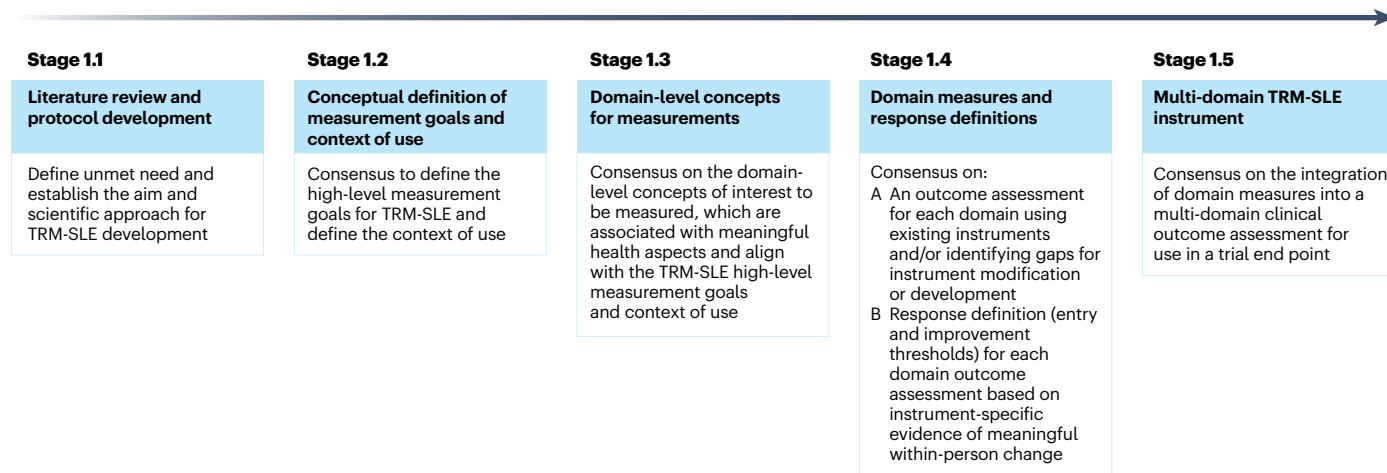 Stage 1.1
Literature review and
protocol development
Define unmet need and
establish the aim and
scientific approach for
TRM-SLE development
Stage 1.2
Conceptual definition of
measurement goals and
context of use
Consensus to define the
high-level measurement
goals for TRM-SLE and
define the context of use
Stage 1.3
Domain-level concepts
for measurements
Consensus on the domain-
level concepts of interest to
be measured, which are
associated with meaningful
health aspects and align
with the TRM-SLE high-level
measurement goals
and context of use
Stage 1.4
Domain measures and
response definitions
Consensus on:
A An outcome assessment
for each domain using
existing instruments
and/or identifying gaps for
instrument modification
or development
B Response definition (entry
and improvement
thresholds) for each
domain outcome
assessment based on
instrument-specific
evidence of meaningful
within-person change
Stage 1.5
Multi-domain TRM-SLE
instrument
Consensus on the integration
of domain measures into a
multi-domain clinical
outcome assessment for
use in a trial end point